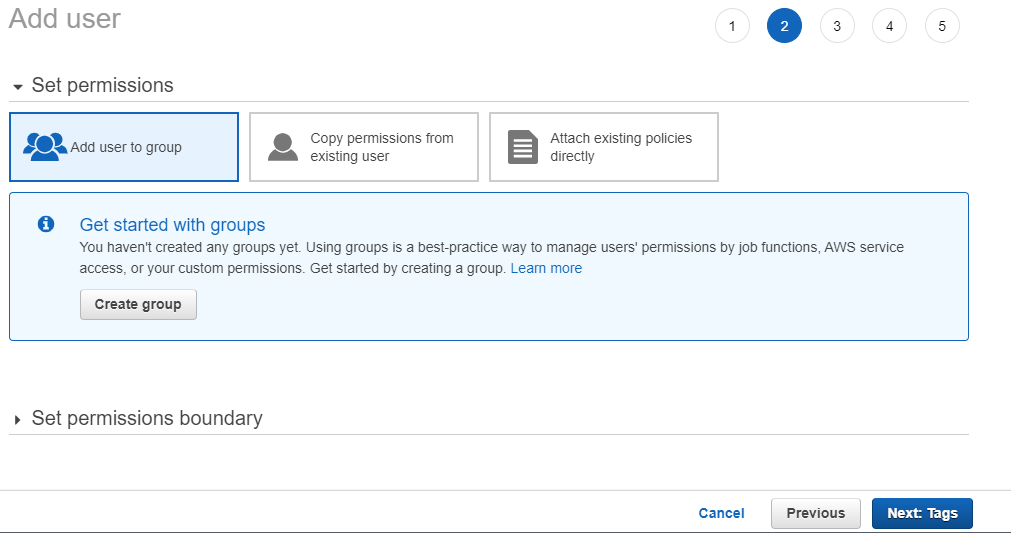 Add user
1 2 3 4 5
Set permissions
Add user to group
Copy permissions from
existing user
Attach existing policies
directly
Get started with groups
You haven't created any groups yet. Using groups is a best-practice way to manage users' permissions by job functions, AWS service
access, or your custom permissions. Get started by creating a group. Learn more
Create group
Set permissions boundary
Cancel Previous Next: Tags